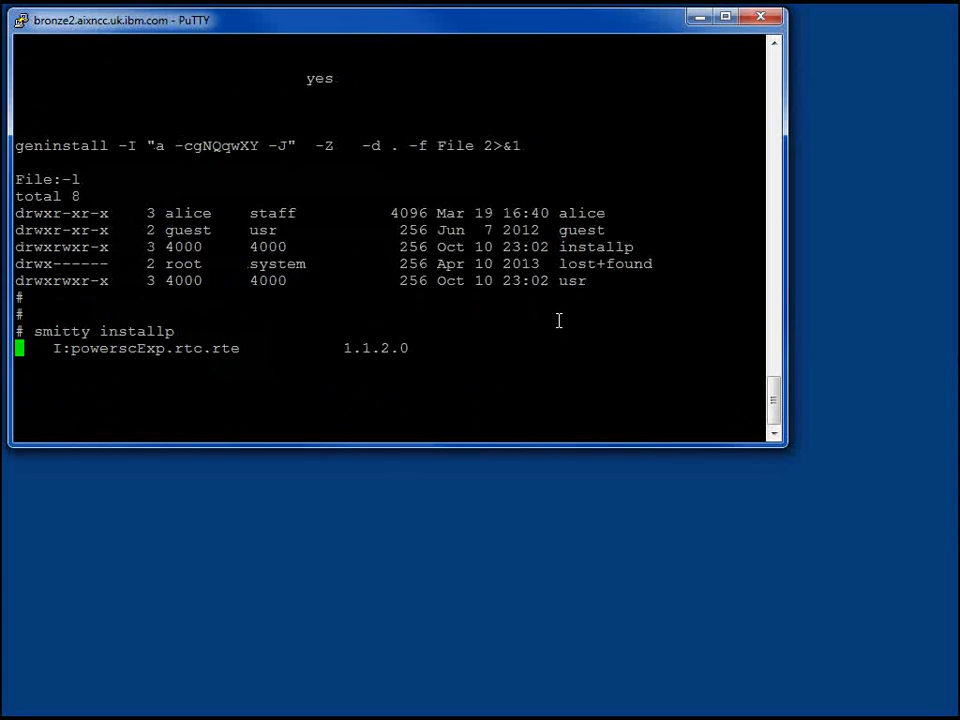 bronze2.aixncc.uk.ibm.com - PuTTY
yes
geninstall -I "a -cgNQqwXY -J" -Z -d . -f File 2>&1
File:-l
total 8
drwxr-xr-x 3 alice staff 4096 Mar 19 16:40 alice
drwxr-xr-x 2 guest usr 256 Jun 7 2012 guest
drwxrwxr-x 3 4000 4000 256 Oct 10 23:02 installp
drwx------ 2 root system 256 Apr 10 2013 lost+found
drwxrwxr-x 3 4000 4000 256 Oct 10 23:02 usr
#
#
# smitty installp
I:powerscExp.rtc.rte 1.1.2.0